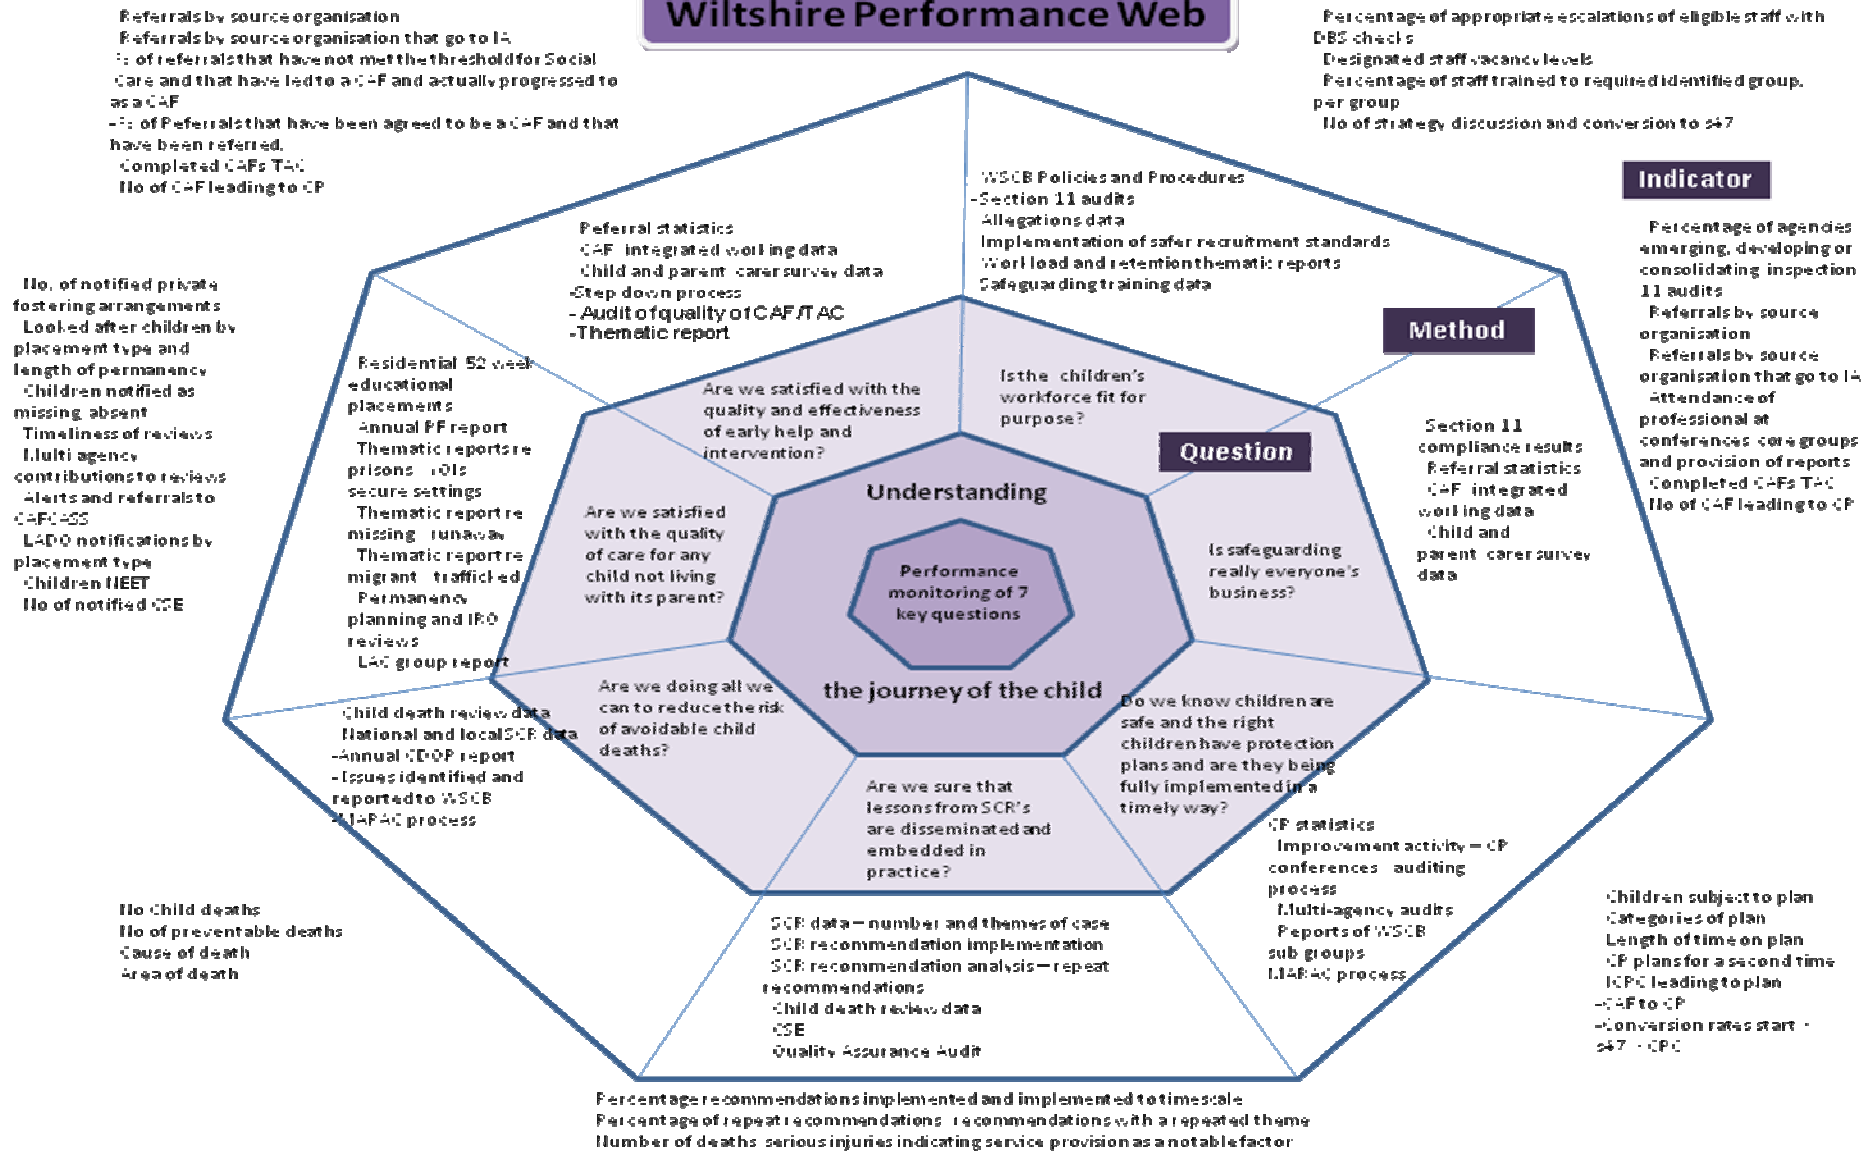 Wiltshire Performance Web
Referrals by source organisation
Referrals by source organisation that go to IA
of referrals that have not met the threshold for Social
Care and that have led to a CAF and actually progressed to
as a CAF
of Referrals that have been agreed to be a CAF and that
have been referred.
Completed CAFs TAC
No of CAF leading to CP
Percentage of appropriate escalations of eligible staff with
DBS checks
Designated staff vacancy levels
Percentage of staff trained to required identified group,
per group
No of strategy discussion and conversion to s47
Indicator
Percentage of agencies
emerging, developing or
consolidating inspection
11 audits
Referrals by source
organisation
Referrals by source
organisation that go to IA
Attendance of
professional at
conferences core groups
and provision of reports
Completed CAFs TAC
No of CAF leading to CP
WSCB Policies and Procedures
-Section 11 audits
Allegations data
Implementation of safer recruitment standards
Workload and retention thematic reports
Safeguarding training data
Referral statistics
CAF integrated working data
Child and parent carer survey data
-Step down process
- Audit of quality of CAF/TAC
-Thematic report
No. of notified private
fostering arrangements
Looked after children by
placement type and
length of permanency
Children notified as
missing absent
Timeliness of reviews
Multi agency
contributions to reviews
Alerts and referrals to
CAFCASS
LADO notifications by
placement type
Children NEET
No of notified CSE
Residential 52 week
educational
placements
Annual PF report
Thematic reports re
prisons YOIs
secure settings
Thematic report re
missing runaway
Thematic report re
migrant trafficked
Permanency
planning and IRO
reviews
LAC group report
Method
Section 11
compliance results
Referral statistics
CAF integrated
working data
Child and
parent carer survey
data
Are we satisfied with the
quality and effectiveness
of early help and
intervention?
Is the children's
workforce fit for
purpose?
Question
Are we satisfied
with the quality
of care for any
child not living
with its parent?
Is safeguarding
really everyone's
business?
Understanding
Performance
monitoring of 7
key questions
the journey of the child
Are we doing all we
can to reduce the risk
of avoidable child
deaths?
Do we know children are
safe and the right
children have protection
plans and are they being
fully implemented in a
timely way?
Are we sure that
lessons from SCR's
are disseminated and
embedded in
practice?
Child death review data
National and local SCR data
-Annual CDOP report
-Issues identified and
reported to WSCB
-MARAC process
CP statistics
Improvement activity – CP
conferences auditing
process
Multi-agency audits
Reports of WSCB
sub groups
MARAC process
No Child deaths
No of preventable deaths
Cause of death
Area of death
SCR data – number and themes of case
SCR recommendation implementation
SCR recommendation analysis – repeat
recommendations
Child death review data
CSE
Quality Assurance Audit
Children subject to plan
Categories of plan
Length of time on plan
CP plans for a second time
ICPC leading to plan
-CAF to CP
-Conversion rates start -
s47 - CPC
Percentage recommendations implemented and implemented to timescale
Percentage of repeat recommendations recommendations with a repeated theme
Number of deaths serious injuries indicating service provision as a notable factor